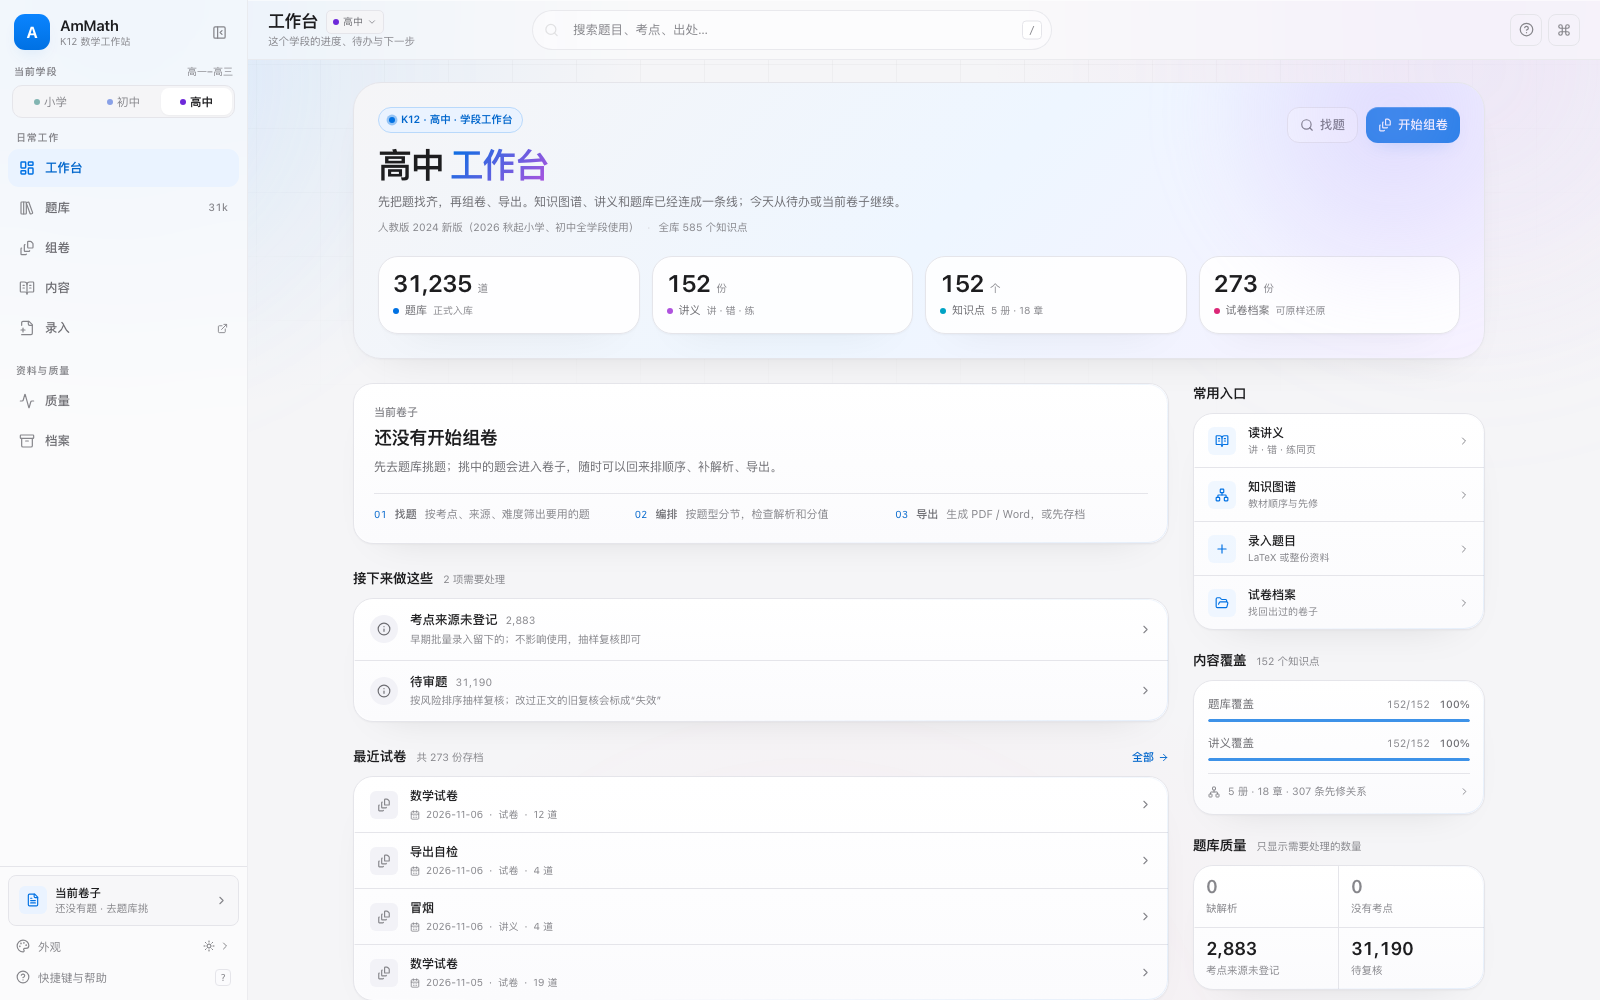 A
AmMath
K12 数学工作站
当前学段
高一–高三
小学
初中
高中
日常工作
工作台
题库
31k
组卷
内容
录入
资料与质量
质量
档案
当前卷子
还没有题 · 去题库挑
外观
快捷键与帮助
?
工作台
高中
这个学段的进度、待办与下一步
搜索题目、考点、出处...
/
⌘
K12 · 高中 · 学段工作台
找题
开始组卷
高中 工作台
先把题找齐，再组卷、导出。知识图谱、讲义和题库已经连成一条线；今天从待办或当前卷子继续。
人教版 2024 新版（2026 秋起小学、初中全学段使用） · 全库 585 个知识点
31,235 道
题库 正式入库
152 份
讲义 讲 · 错 · 练
152 个
知识点 5 册 · 18 章
273 份
试卷档案 可原样还原
当前卷子
还没有开始组卷
先去题库挑题；挑中的题会进入卷子，随时可以回来排顺序、补解析、导出。
01 找题 按考点、来源、难度筛出要用的题
02 编排 按题型分节，检查解析和分值
03 导出 生成 PDF / Word，或先存档
接下来做这些 2 项需要处理
考点来源未登记 2,883
早期批量录入留下的；不影响使用，抽样复核即可
待审题 31,190
按风险排序抽样复核；改过正文的旧复核会标成“失效”
最近试卷 共 273 份存档
全部 →
数学试卷
2026-11-06 · 试卷 · 12 道
导出自检
2026-11-06 · 试卷 · 4 道
冒烟
2026-11-06 · 讲义 · 4 道
数学试卷
2026-11-05 · 试卷 · 19 道
常用入口
读讲义
讲 · 错 · 练同页
知识图谱
教材顺序与先修
录入题目
LaTeX 或整份资料
试卷档案
找回出过的卷子
内容覆盖 152 个知识点
题库覆盖
152/152 100%
讲义覆盖
152/152 100%
5 册 · 18 章 · 307 条先修关系
题库质量 只显示需要处理的数量
0
缺解析
0
没有考点
2,883
考点来源未登记
31,190
待复核